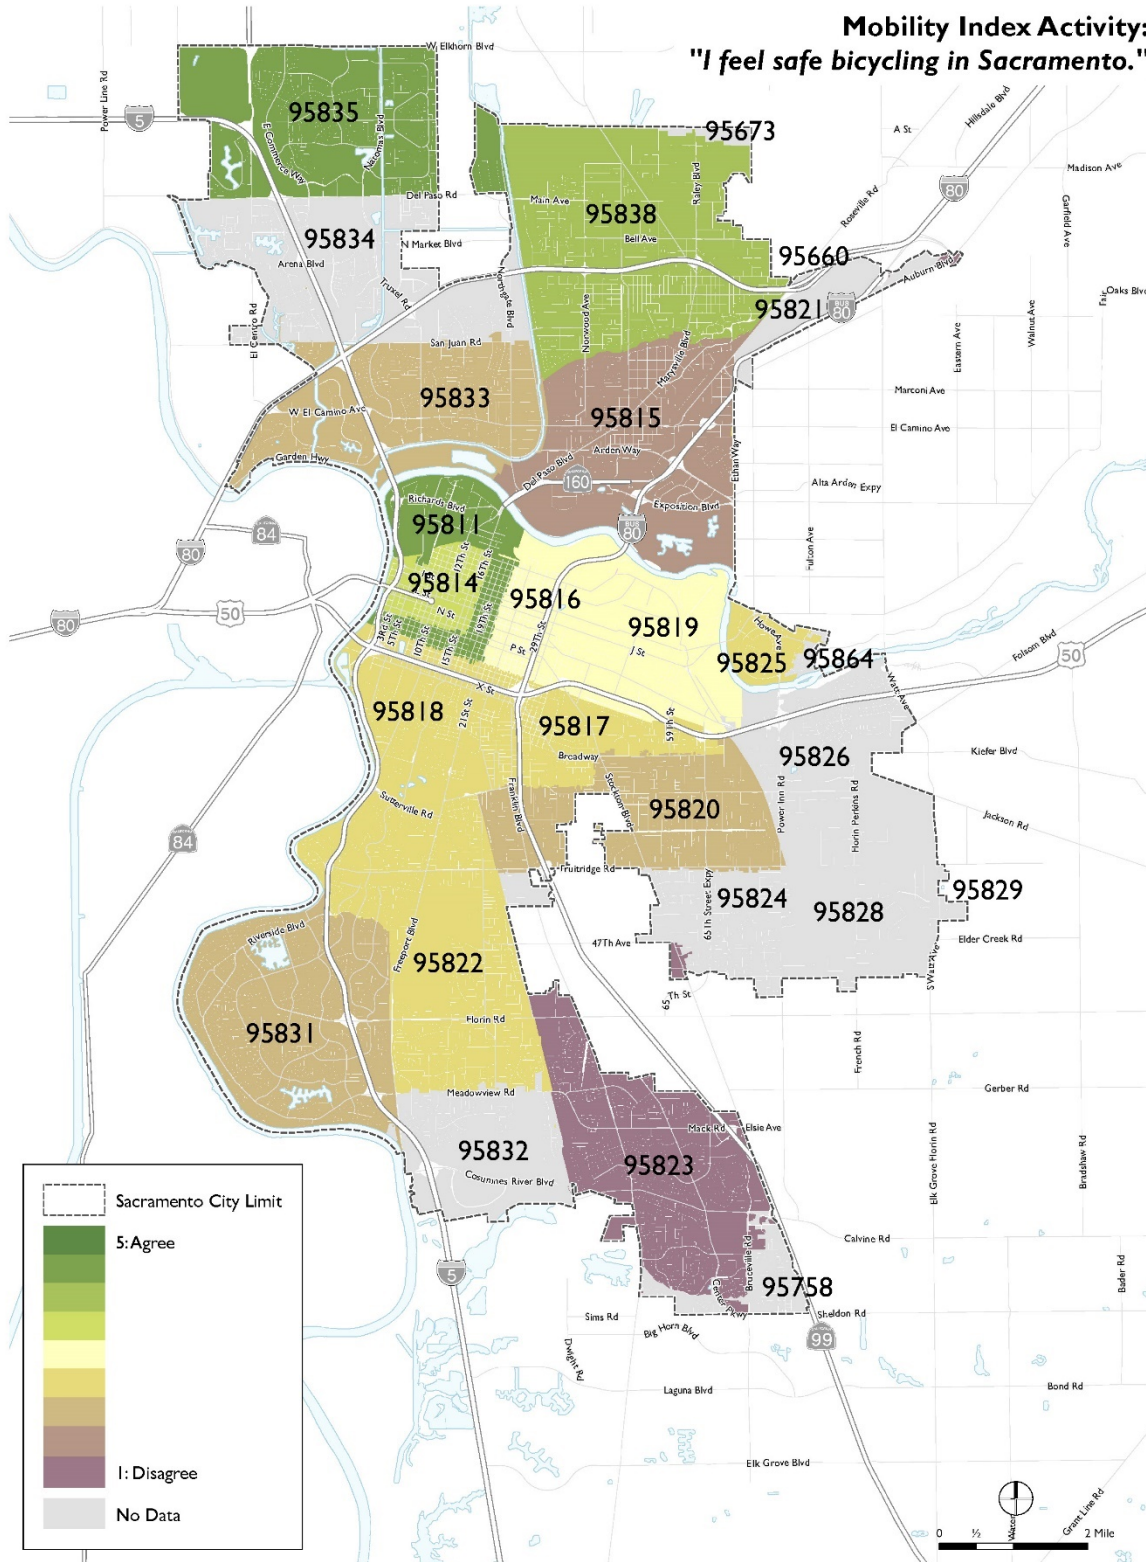 Mobility Index Activity:
"I feel safe bicycling in Sacramento."
W Elkhorn Blvd
Power Line Rd
5
95835
E Commerce Way
Natomas Blvd
Del Paso Rd
95673
A St
Hillsdale Blvd
Madison Ave
80
Roseville Rd
Garfield Ave
Raley Blvd
Main Ave
95838
Bell Ave
95834
N Market Blvd
Arena Blvd
Truxel Rd
Northgate Blvd
El Centro Rd
95660
Auburn Blvd
95821
BUS
80
Fair Oaks Blvd
Walnut Ave
Eastern Ave
Norwood Ave
Marysville Blvd
San Juan Rd
95833
W El Camino Ave
Garden Hwy
95815
Arden Way
Del Paso Blvd
160
Exposition Blvd
Ethan Way
Marconi Ave
El Camino Ave
Alta Arden Expy
Fulton Ave
BUS
80
Richards Blvd
95811
84
80
50
80
12Th St
16Th St
95814
N St
3Rd St
5Th St
10Th St
15Th St
19Th St
95816
29Th St
P St
95819
J St
Howe Ave
95825
95864
Folsom Blvd
50
Watt Ave
X St
95818
21St St
95817
59Th St
Broadway
95826
Kiefer Blvd
Sutterville Rd
Franklin Blvd
Stockton Blvd
95820
Power Inn Rd
Florin Perkins Rd
Jackson Rd
84
Fruitridge Rd
95824
65Th Street Expy
95828
95829
Elder Creek Rd
S Watt Ave
47Th Ave
65 Th St
Riverside Blvd
Freeport Blvd
95822
95831
Florin Rd
French Rd
Gerber Rd
Meadowview Rd
Mack Rd
Elsie Ave
Elk Grove Florin Rd
Bradshaw Rd
95832
95823
Cosumnes River Blvd
Calvine Rd
Bruceville Rd
Center Pkwy
95758
Sheldon Rd
Bader Rd
5
Sims Rd
Big Horn Blvd
99
Dwight Rd
Laguna Blvd
Bond Rd
Elk Grove Blvd
Grant Line Rd
Water
0 ½ 2 Mile
Sacramento City Limit
5: Agree
1: Disagree
No Data